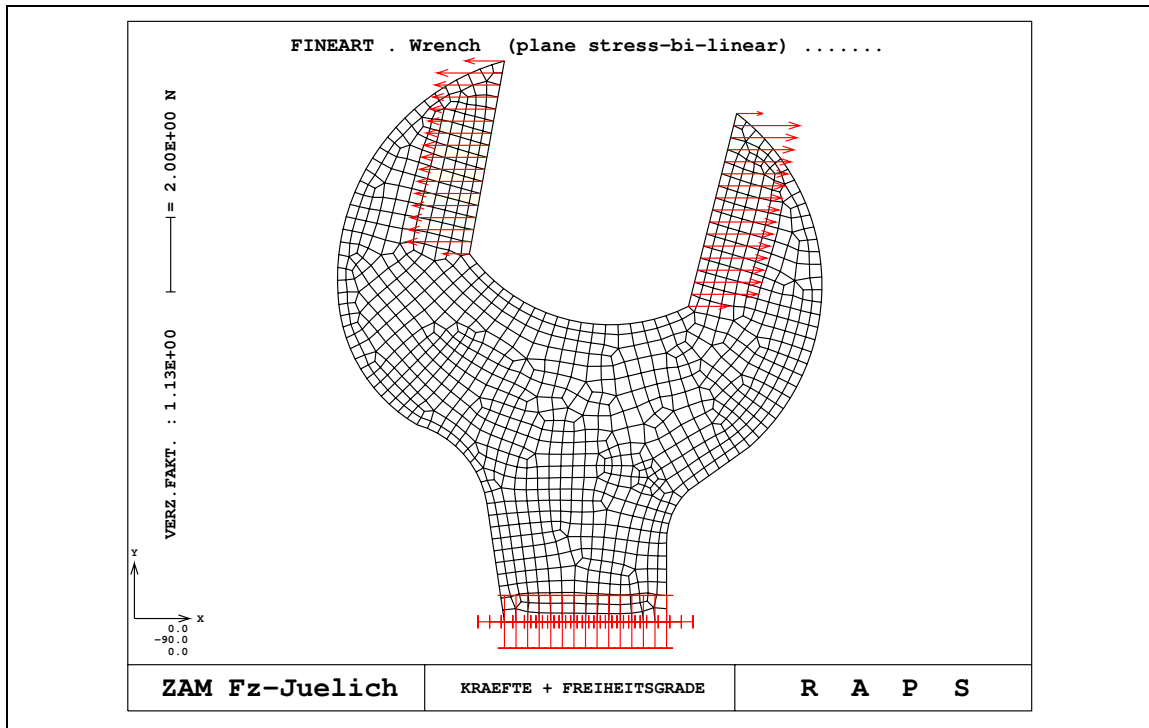 FINEART . Wrench (plane stress-bi-linear) .......
= 2.00E+00 N
VERZ.FAKT. : 1.13E+00
Y
X
0.0
-90.0
0.0
ZAM Fz-Juelich
KRAEFTE + FREIHEITSGRADE
R A P S